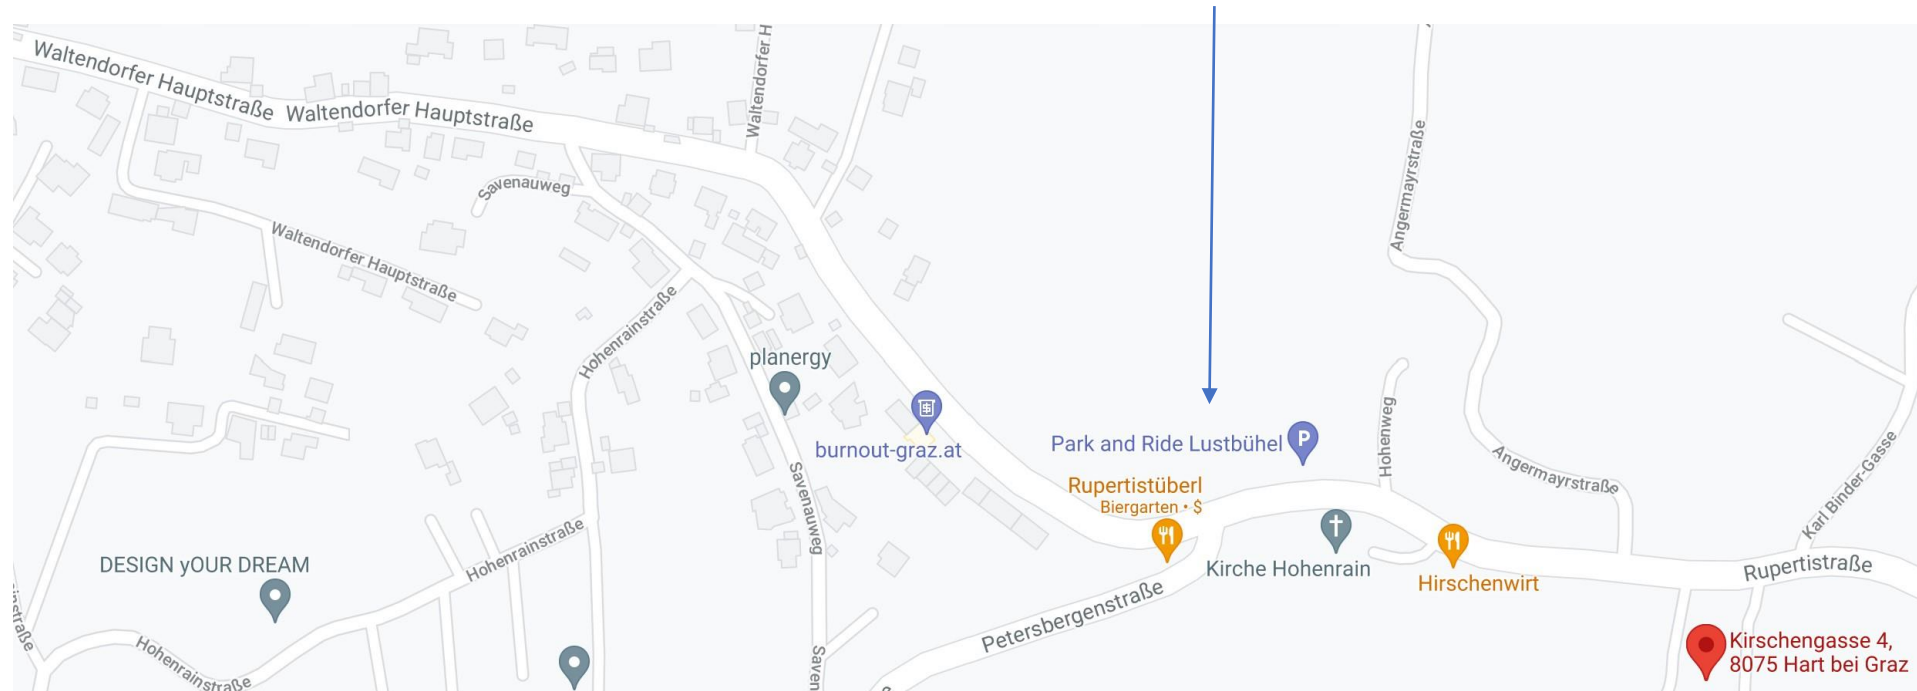 Waltendorfer Hauptstraße
Waltendorfer Hauptstraße
Waltendorfer H
Savenauweg
Waltendorfer Hauptstraße
Angermayrstraße
Hohenrainstraße
planergy
burnout-graz.at
Park and Ride Lustbühel
P
Rupertistüberl
Biergarten • $
Hohenweg
Angermayrstraße
Karl Binder-Gasse
Savenauweg
DESIGN yOUR DREAM
Hohenrainstraße
Kirche Hohenrain
Hirschenwirt
Rupertistraße
Petersbergenstraße
instraße
Hohenrainstraße
Saven
Kirschengasse 4,
8075 Hart bei Graz